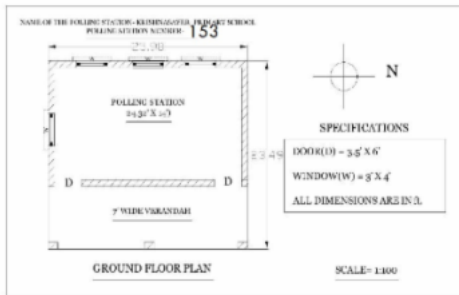 NAME OF THE POLLING STATION - KRISHNASAYER PRIMARY SCHOOL
POLLING STATION NUMBER- 153
W W W
POLLING STATION
N
W
SPECIFICATIONS
DOOR(D) = 3.5' X 6'
WINDOW(W) = 3' X 4'
ALL DIMENSIONS ARE IN ft.
D D
7' WIDE VERANDAH
GROUND FLOOR PLAN
SCALE= 1:100